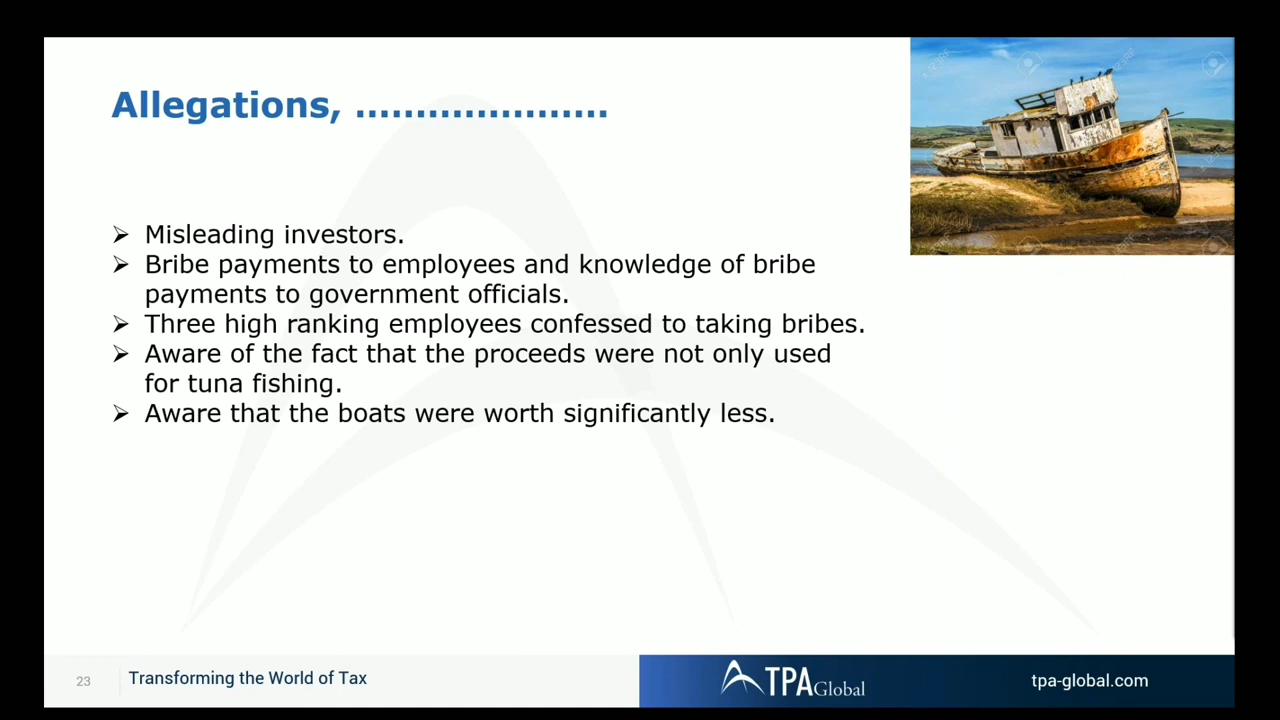 Allegations, .....................
➢ Misleading investors.
➢ Bribe payments to employees and knowledge of bribe
payments to government officials.
➢ Three high ranking employees confessed to taking bribes.
➢ Aware of the fact that the proceeds were not only used
for tuna fishing.
➢ Aware that the boats were worth significantly less.
23
Transforming the World of Tax
TPA Global
tpa-global.com